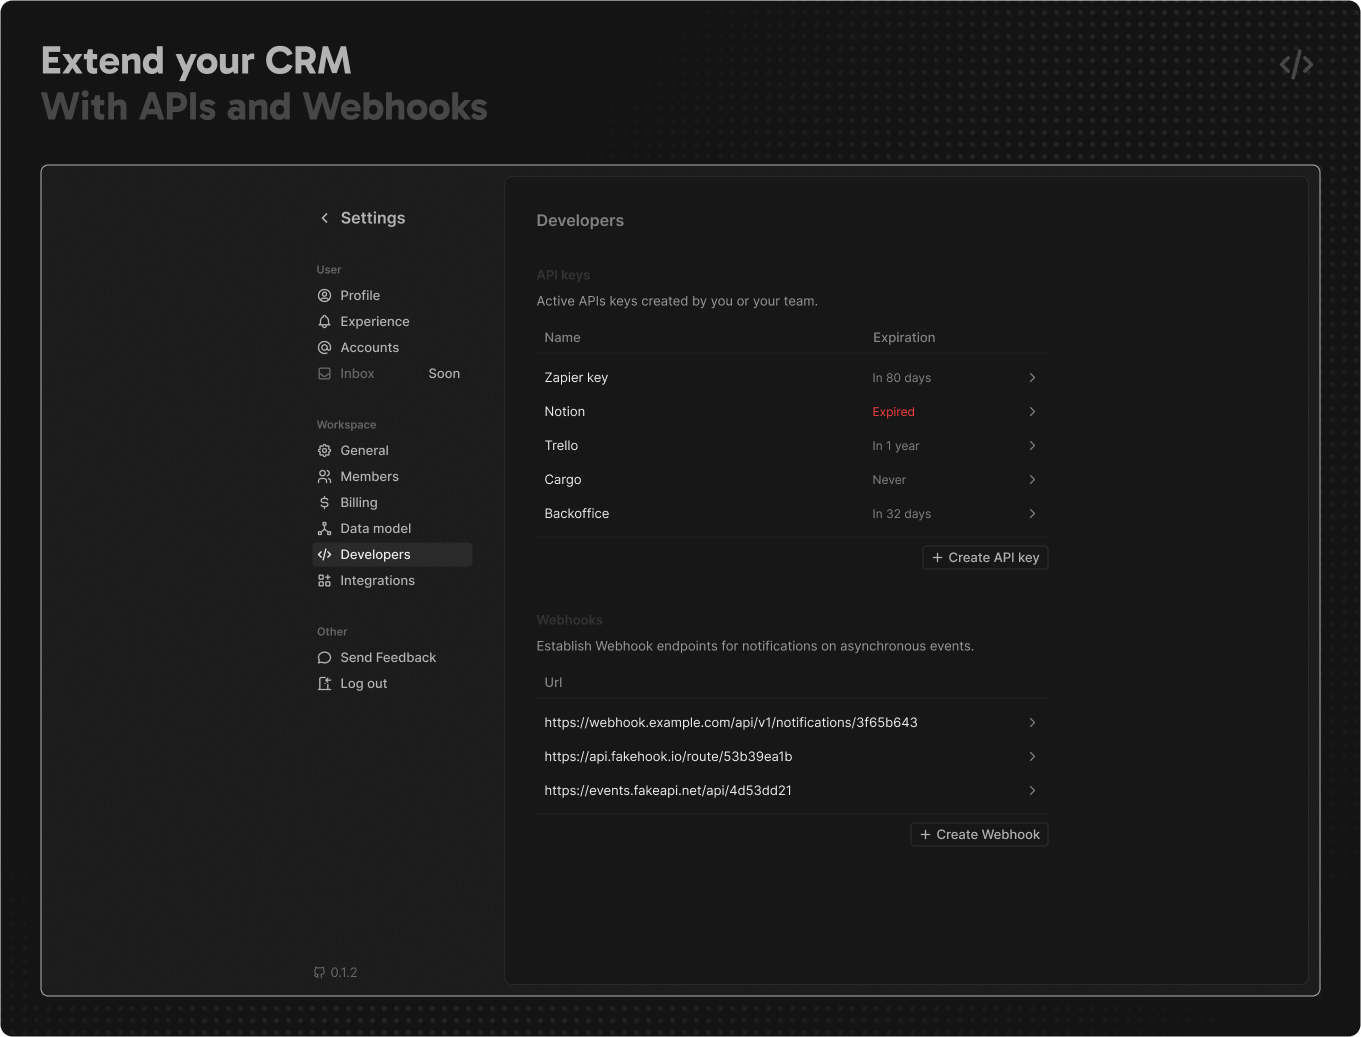 Extend your CRM
With APIs and Webhooks
Settings
User
Profile
Experience
Accounts
Inbox Soon
Workspace
General
Members
Billing
Data model
Developers
Integrations
Other
Send Feedback
Log out
0.1.2
Developers
API keys
Active APIs keys created by you or your team.
Name Expiration
Zapier key In 80 days
Notion Expired
Trello In 1 year
Cargo Never
Backoffice In 32 days
+ Create API key
Webhooks
Establish Webhook endpoints for notifications on asynchronous events.
Url
https://webhook.example.com/api/v1/notifications/3f65b643
https://api.fakehook.io/route/53b39ea1b
https://events.fakeapi.net/api/4d53dd21
+ Create Webhook